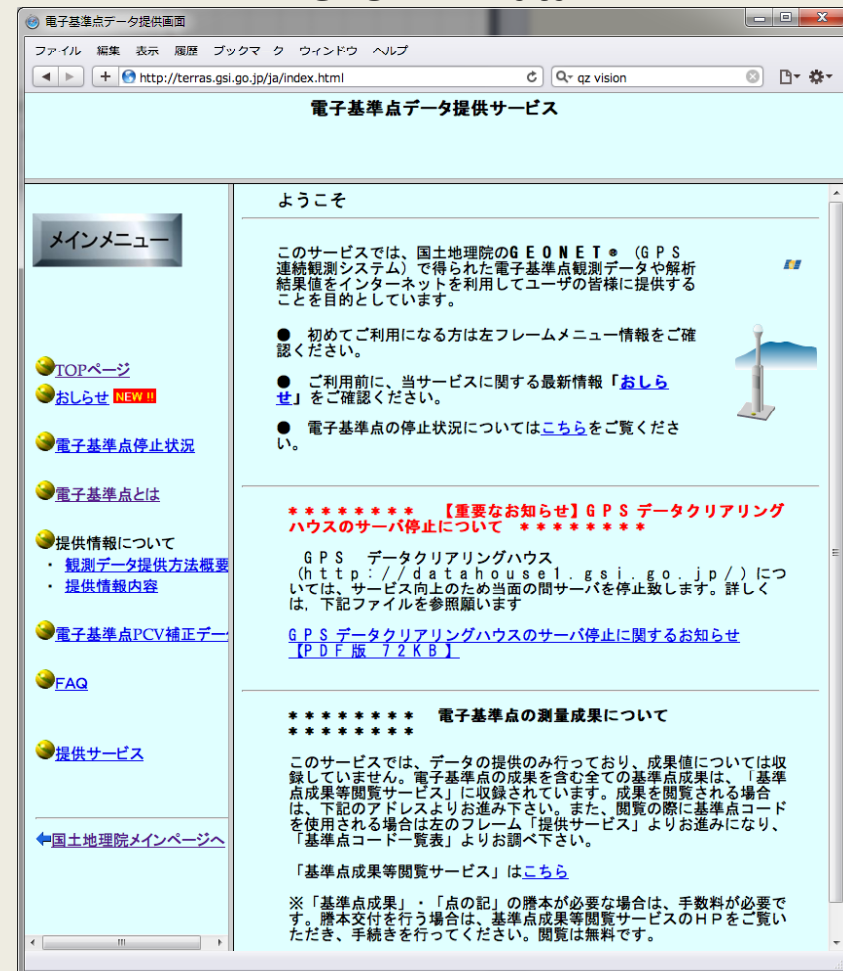 電子基準点データ提供画面
ファイル 編集 表示 履歴 ブックマ ク ウィンドウ ヘルプ
http://terras.gsi.go.jp/ja/index.html
qz vision
電子基準点データ提供サービス
メインメニュー
TOPページ
おしらせ NEW !!
電子基準点停止状況
電子基準点とは
提供情報について
・ 観測データ提供方法概要
・ 提供情報内容
電子基準点PCV補正デー
FAQ
提供サービス
国土地理院メインページへ
ようこそ
このサービスでは、国土地理院のGEONET® (GPS
連続観測システム) で得られた電子基準点観測データや解析
結果値をインターネットを利用してユーザの皆様に提供する
ことを目的としています。
● 初めてご利用になる方は左フレームメニュー情報をご確
認ください。
● ご利用前に、当サービスに関する最新情報「おしら
せ」をご確認ください。
● 電子基準点の停止状況についてはこちらをご覧くださ
い。
******** 【重要なお知らせ】GPSデータクリアリング
ハウスのサーバ停止について ********
GPS データクリアリングハウス
(http://datahouse1.gsi.go.jp/) につ
いては、サービス向上のため当面の間サーバを停止致します。詳しく
は，下記ファイルを参照願います
GPSデータクリアリングハウスのサーバ停止に関するお知らせ
【PDF版 72KB】
******** 電子基準点の測量成果について
********
このサービスでは、データの提供のみ行っており、成果値については収
録していません。電子基準点の成果を含む全ての基準点成果は、「基準
点成果等閲覧サービス」に収録されています。成果を閲覧される場合
は、下記のアドレスよりお進み下さい。また、閲覧の際に基準点コード
を使用される場合は左のフレーム「提供サービス」よりお進みになり、
「基準点コード一覧表」よりお調べ下さい。
「基準点成果等閲覧サービス」はこちら
※「基準点成果」・「点の記」の謄本が必要な場合は、手数料が必要で
す。謄本交付を行う場合は、基準点成果等閲覧サービスのHPをご覧い
ただき、手続きを行ってください。閲覧は無料です。